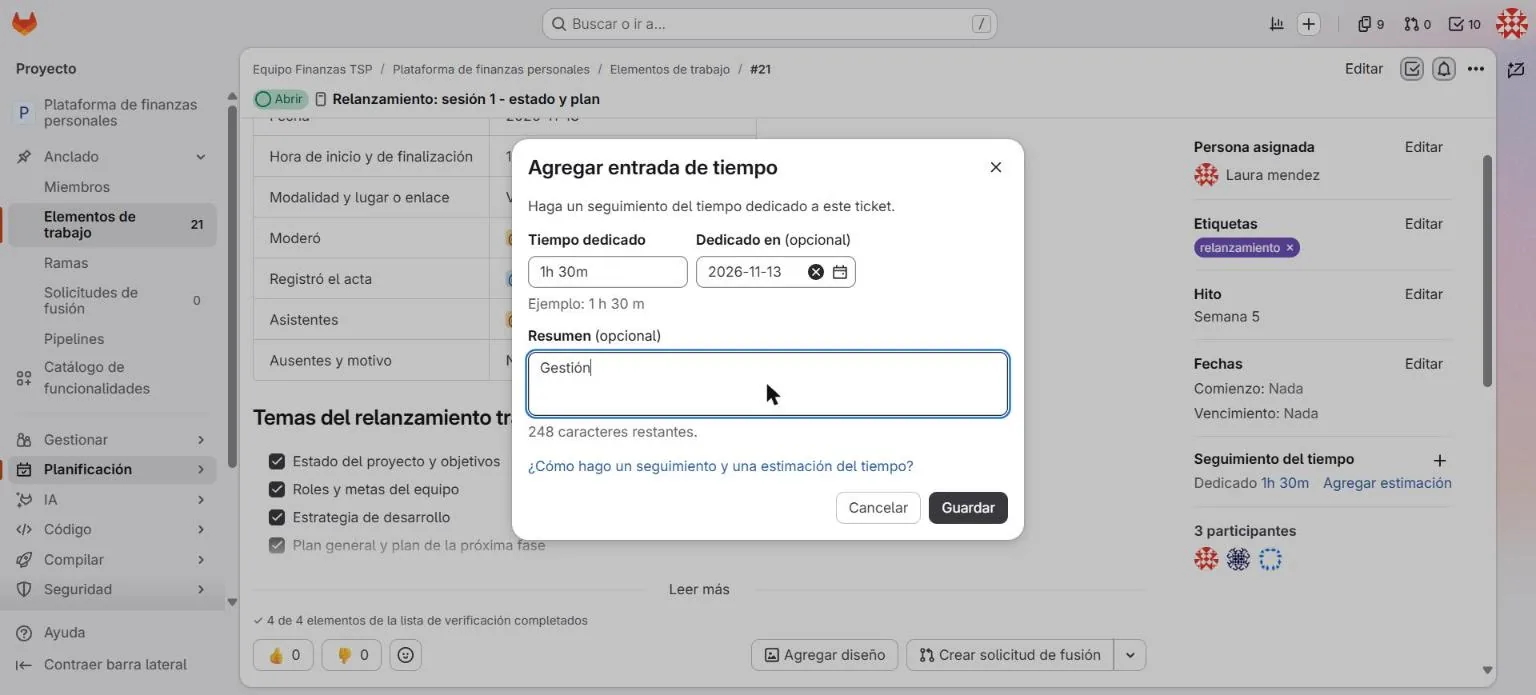 Buscar o ir a...
/
9
0
10
Proyecto
P
Plataforma de finanzas
personales
Anclado
Miembros
Elementos de
trabajo
21
Ramas
Solicitudes de
fusión
0
Pipelines
Catálogo de
funcionalidades
Gestionar
Planificación
IA
Código
Compilar
Seguridad
Ayuda
Contraer barra lateral
Equipo Finanzas TSP / Plataforma de finanzas personales / Elementos de trabajo / #21
Editar
Abrir
Relanzamiento: sesión 1 - estado y plan
Hora de inicio y de finalización
Modalidad y lugar o enlace
Moderó
Registró el acta
Asistentes
Ausentes y motivo
Temas del relanzamiento
Estado del proyecto y objetivos
Roles y metas del equipo
Estrategia de desarrollo
Plan general y plan de la próxima fase
Leer más
4 de 4 elementos de la lista de verificación completados
👍 0
👎 0
Agregar diseño
Crear solicitud de fusión
Agregar entrada de tiempo
Haga un seguimiento del tiempo dedicado a este ticket.
Tiempo dedicado
Dedicado en (opcional)
1h 30m
2026-11-13
Ejemplo: 1 h 30 m
Resumen (opcional)
Gestión
248 caracteres restantes.
¿Cómo hago un seguimiento y una estimación del tiempo?
Cancelar
Guardar
Persona asignada
Editar
Laura mendez
Etiquetas
Editar
relanzamiento ×
Hito
Editar
Semana 5
Fechas
Editar
Comienzo: Nada
Vencimiento: Nada
Seguimiento del tiempo
Dedicado 1h 30m
Agregar estimación
3 participantes